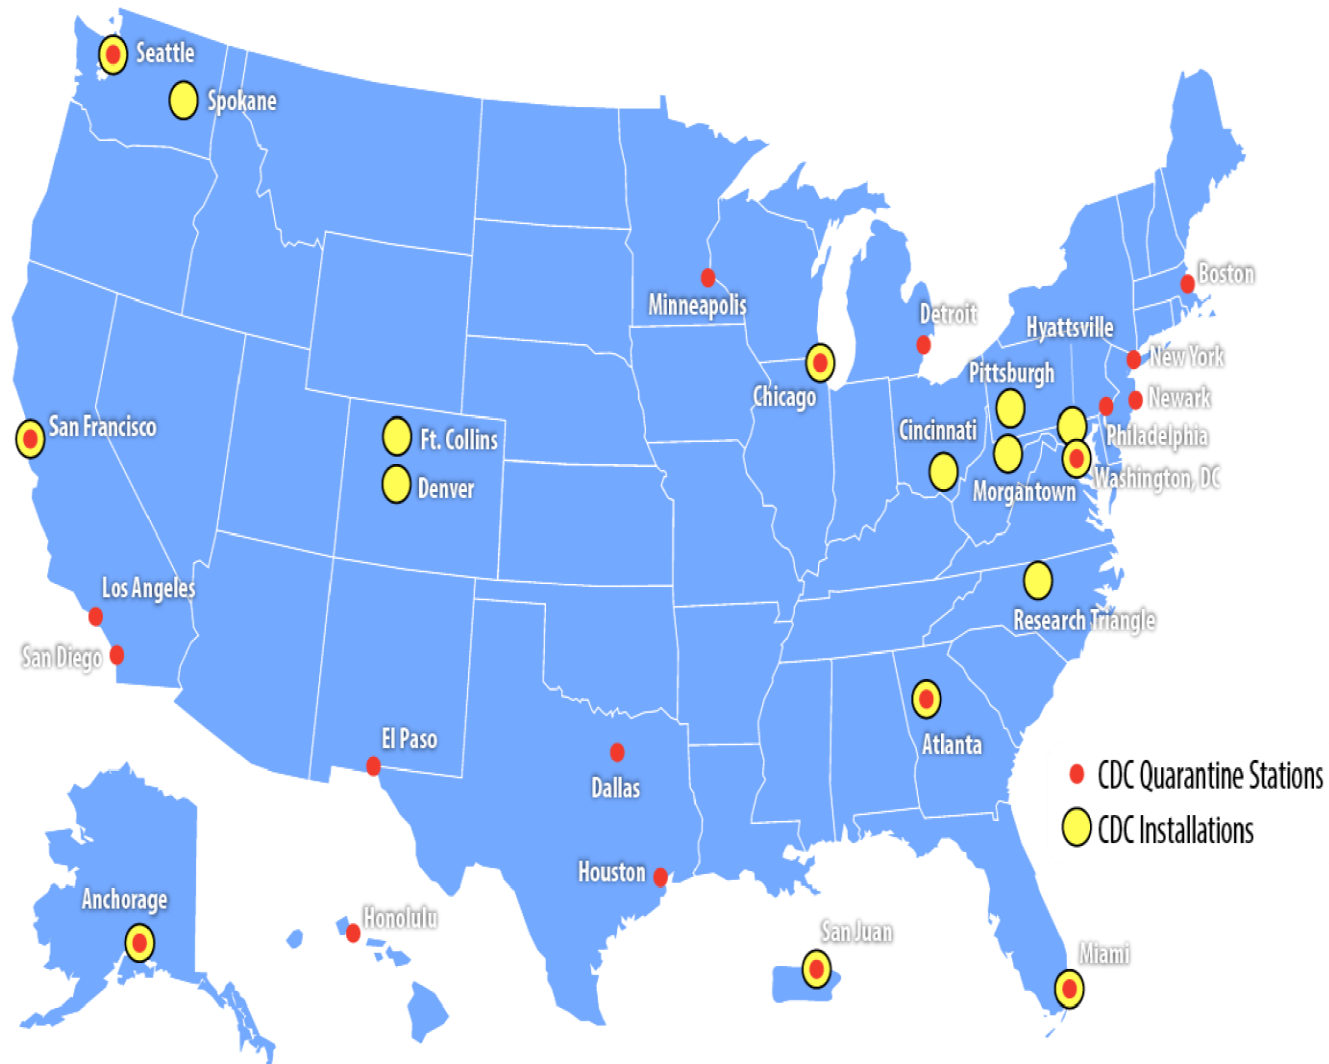 Seattle
Spokane
Boston
Minneapolis
Detroit
Hyattsville
New York
Pittsburgh
Chicago
Newark
San Francisco
Ft. Collins
Cincinnati
Philadelphia
Denver
Morgantown
Washington, DC
Los Angeles
Research Triangle
San Diego
El Paso
Atlanta
Dallas
CDC Quarantine Stations
CDC Installations
Houston
Anchorage
Honolulu
San Juan
Miami